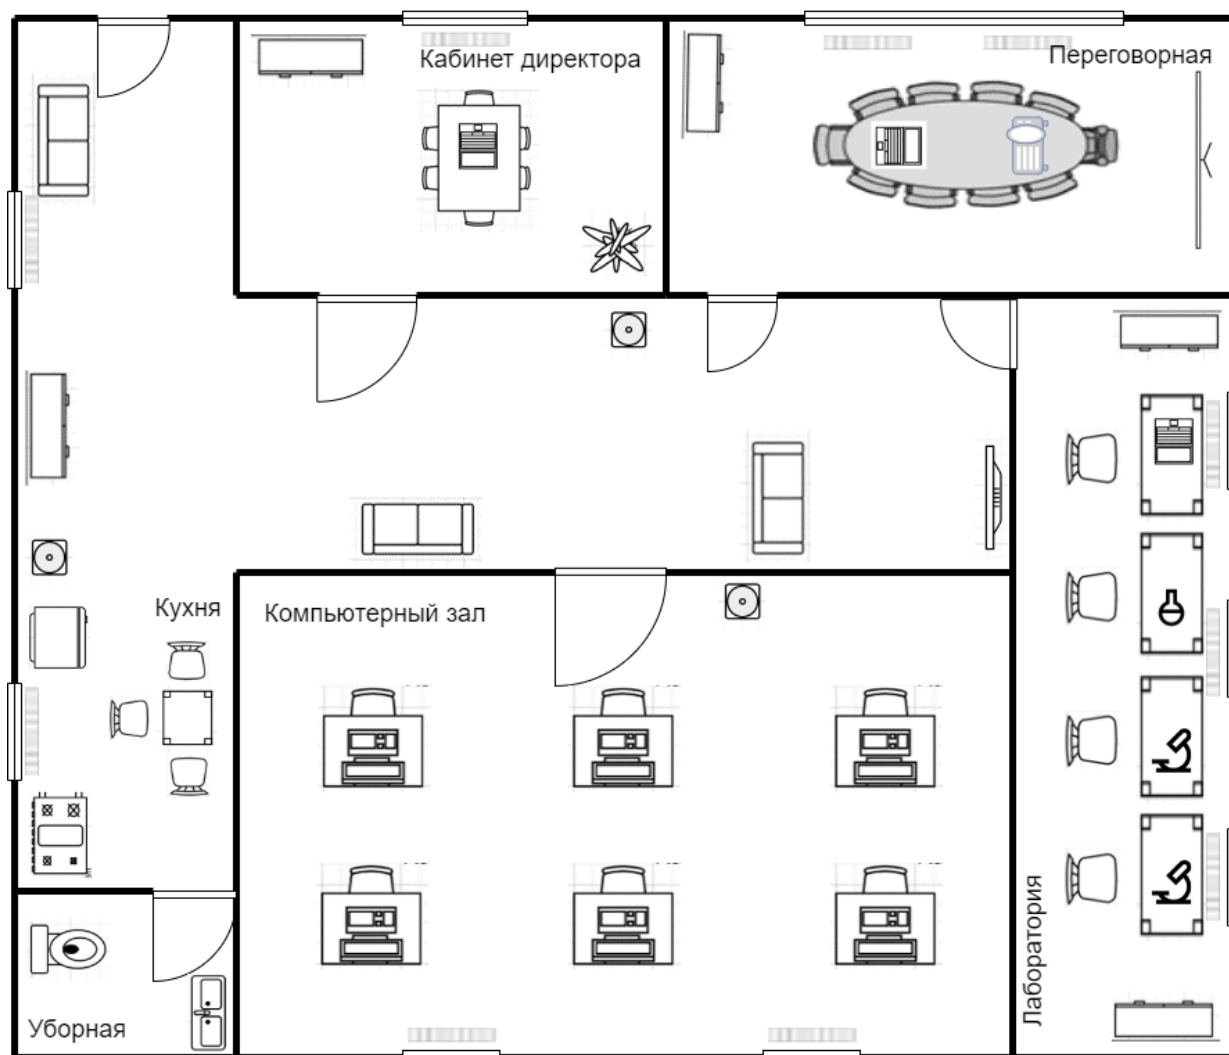 Кабинет директора
Переговорная
Кухня
Компьютерный зал
Лаборатория
Уборная